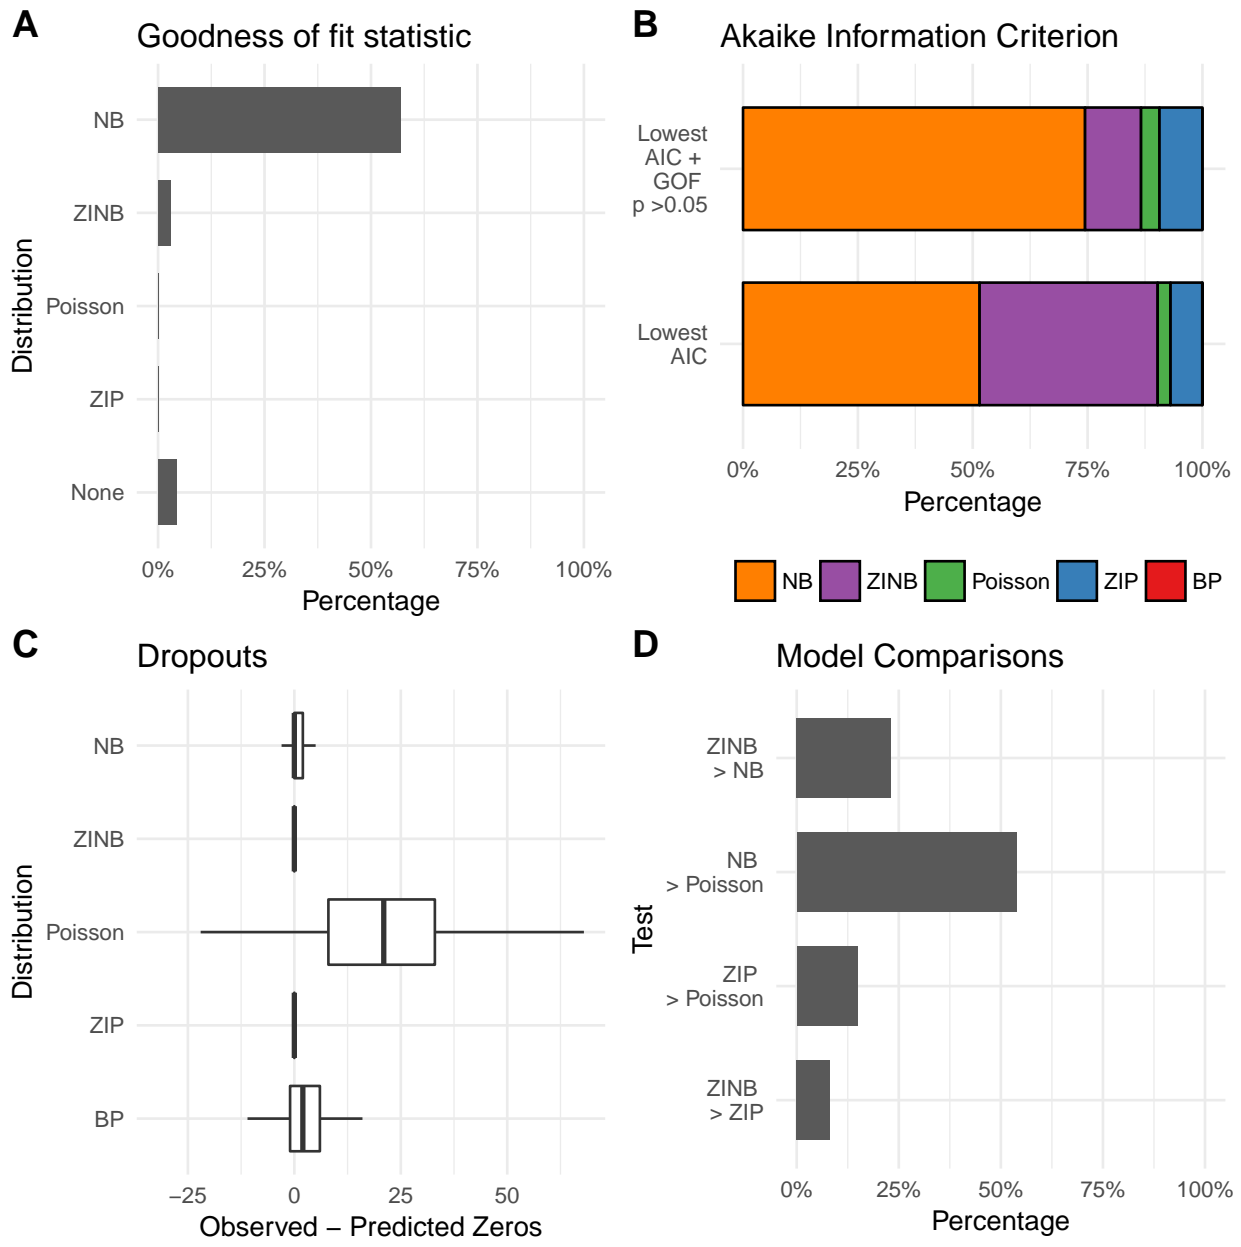 A
Goodness of fit statistic
NB
ZINB
Poisson
ZIP
None
Distribution
0%
25%
50%
75%
100%
Percentage
B
Akaike Information Criterion
Lowest
AIC +
GOF
p >0.05
Lowest
AIC
0%
25%
50%
75%
100%
Percentage
NB
ZINB
Poisson
ZIP
BP
C
Dropouts
NB
ZINB
Poisson
ZIP
BP
Distribution
−25
0
25
50
Observed − Predicted Zeros
D
Model Comparisons
ZINB
> NB
NB
> Poisson
ZIP
> Poisson
ZINB
> ZIP
Test
0%
25%
50%
75%
100%
Percentage